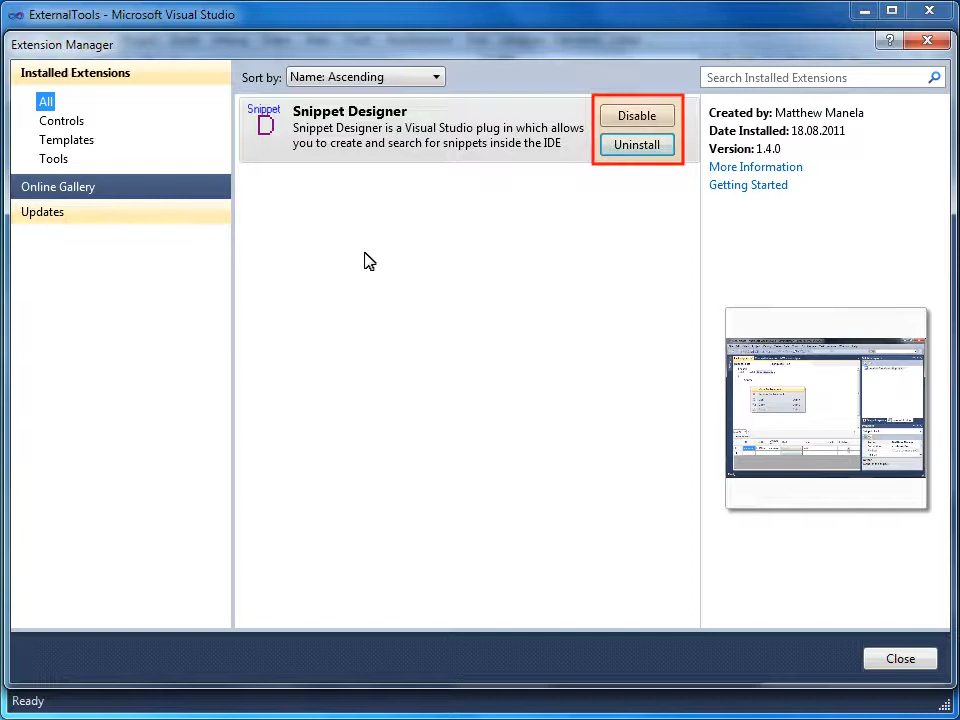 ExternalTools - Microsoft Visual Studio
Extension Manager
Installed Extensions
All
Controls
Templates
Tools
Online Gallery
Updates
Sort by: Name: Ascending
Snippet
D
Snippet Designer
Snippet Designer is a Visual Studio plug in which allows
you to create and search for snippets inside the IDE
Disable
Uninstall
Search Installed Extensions
Created by: Matthew Manela
Date Installed: 18.08.2011
Version: 1.4.0
More Information
Getting Started
Close
Ready